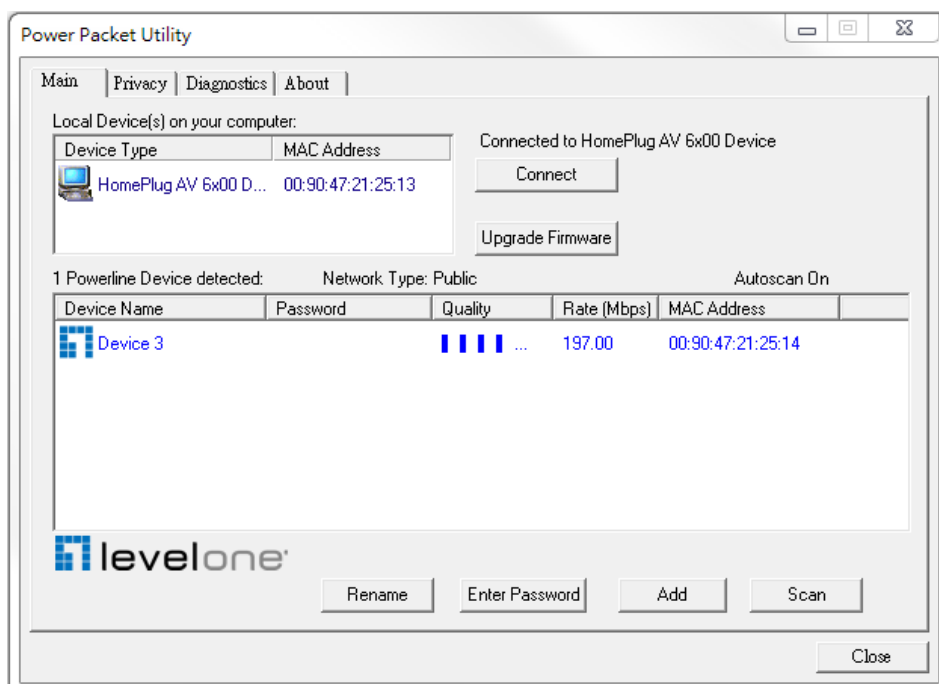 Power Packet Utility
Main Privacy Diagnostics About
Local Device(s) on your computer:
Device Type MAC Address
HomePlug AV 6x00 D... 00:90:47:21:25:13
Connected to HomePlug AV 6x00 Device
Connect
Upgrade Firmware
1 Powerline Device detected: Network Type: Public Autoscan On
Device Name Password Quality Rate (Mbps) MAC Address
Device 3 ... 197.00 00:90:47:21:25:14
levelone
Rename Enter Password Add Scan
Close